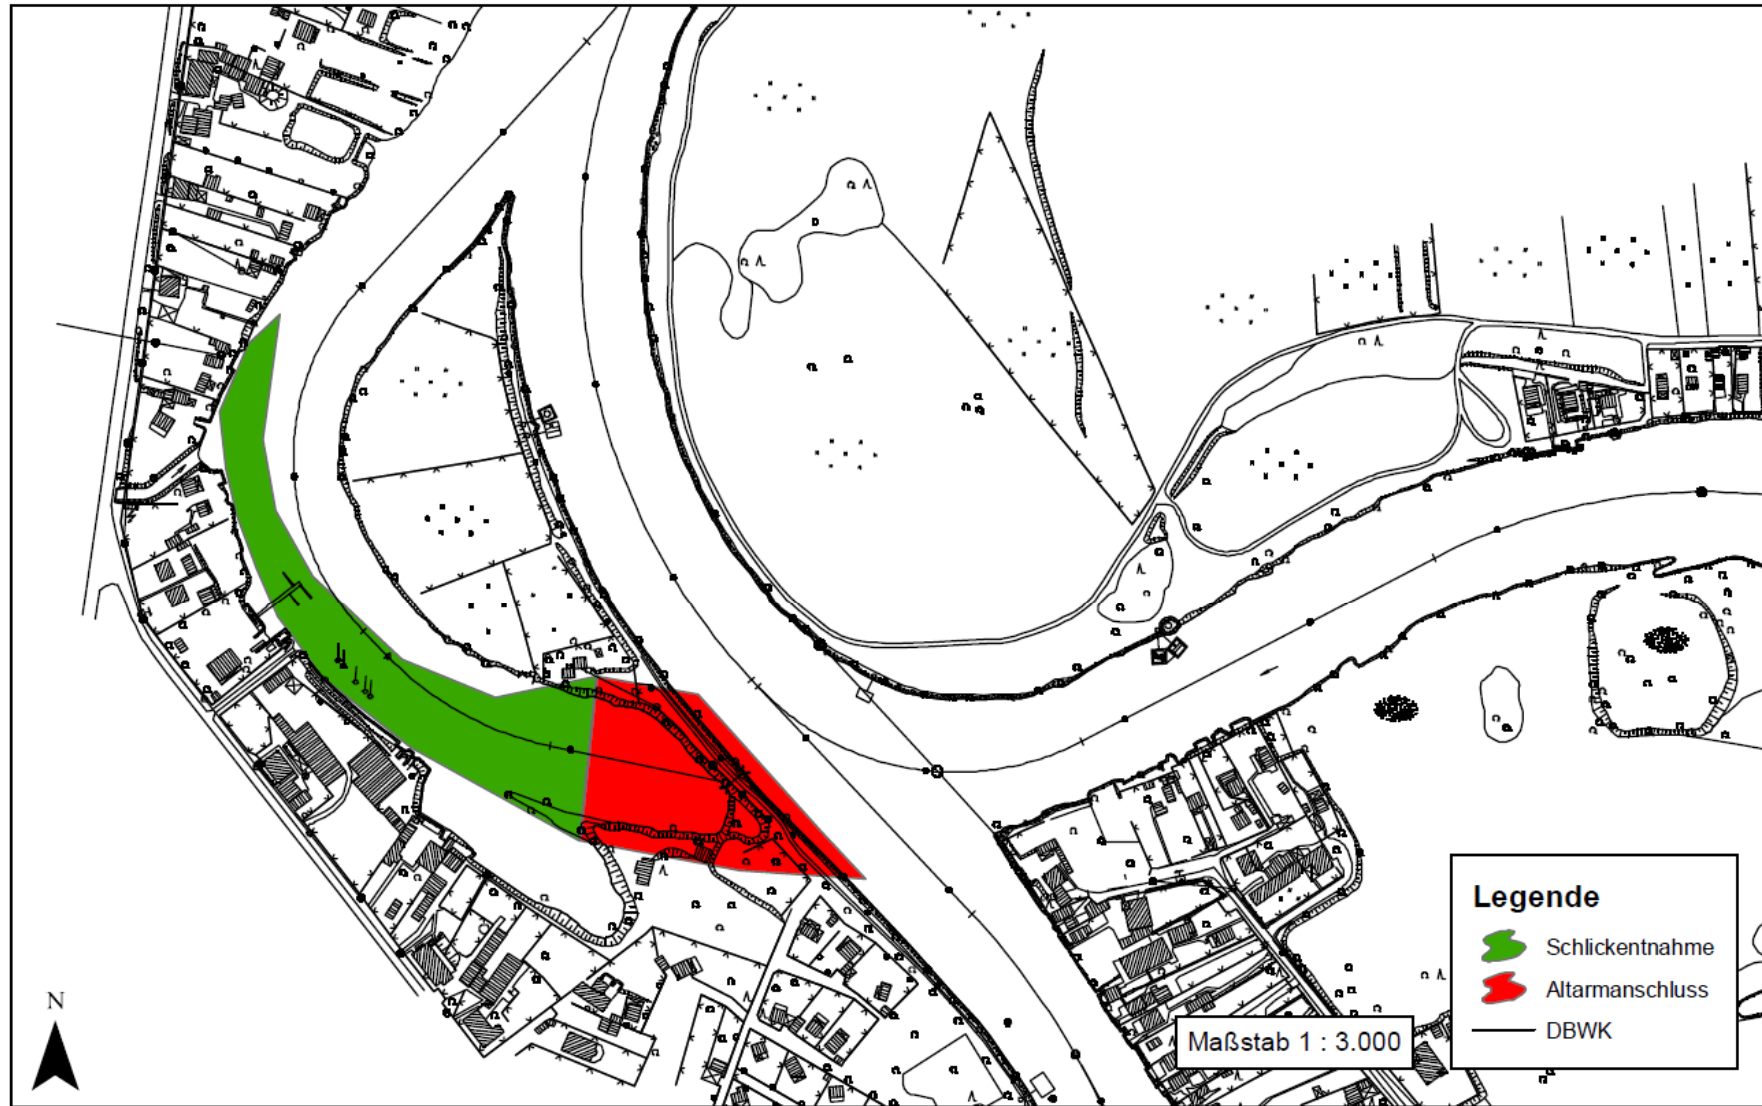 N
Maßstab 1 : 3.000
Legende
Schlickentnahme
Altarmanschluss
DBWK